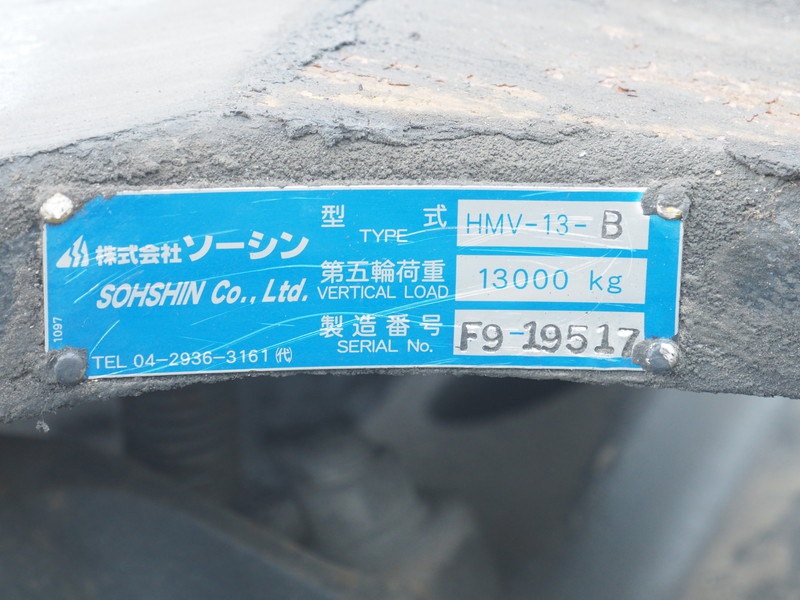 株式会社ソーシン
SOHSHIN Co., Ltd.
TEL 04-2936-3161 ㈹
1097
型 式 HMV-13-B
TYPE
第五輪荷重 13000 kg
VERTICAL LOAD
製造番号 F9-19517
SERIAL No.